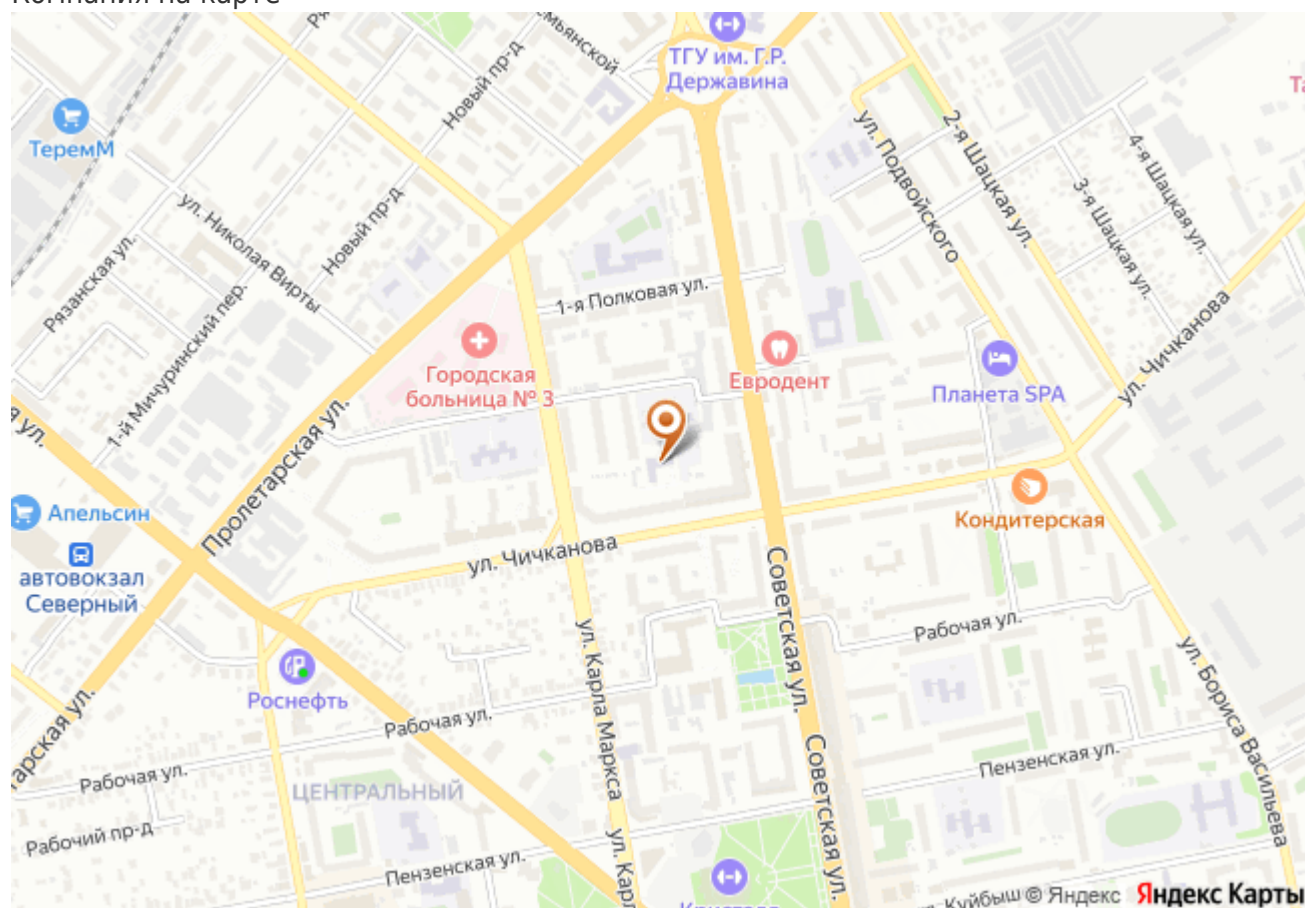 Компания на карте
ТГУ им. Г.Р.
Державина
Новый пр-д
ТеремМ
ул. Подвойского
2-я Шацкая ул.
4-я Шацкая ул.
3-я Шацкая ул.
ул. Николая Вирты
Новый пр-д
Рязанская ул.
1-й Мичуринский пер.
1-я Полковая ул.
Городская
больница № 3
Евродент
Планета SPA
ул. Чичканова
Пролетарская ул.
Апельсин
автовокзал
Северный
Кондитерская
ул. Чичканова
Советская ул.
Рабочая ул.
ул. Карла Маркса
Роснефть
Рабочая ул.
ул. Бориса Васильева
Рабочая ул.
ЦЕНТРАЛЬНЫЙ
Пензенская ул.
Советская ул.
Рабочий пр-д
Пензенская ул.
© Яндекс Яндекс Карты